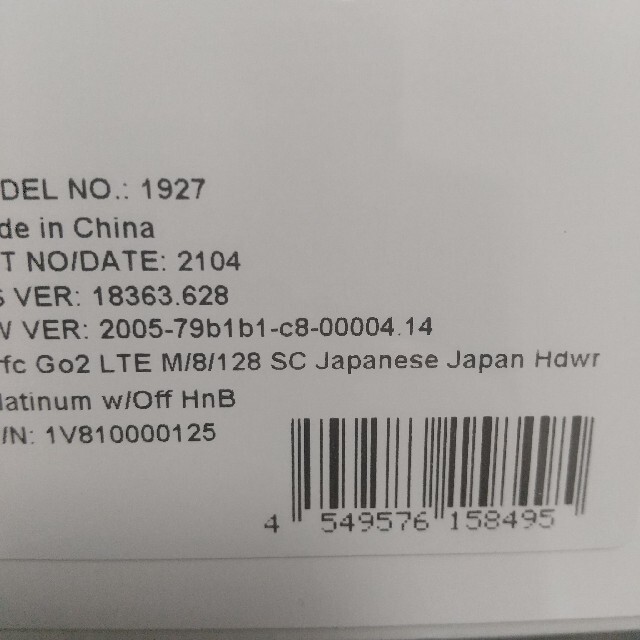 DEL NO.: 1927
de in China
T NO/DATE: 2104
S VER: 18363.628
W VER: 2005-79b1b1-c8-00004.14
fc Go2 LTE M/8/128 SC Japanese Japan Hdwr
latinum w/Off HnB
/N: 1V810000125
4 549576 158495